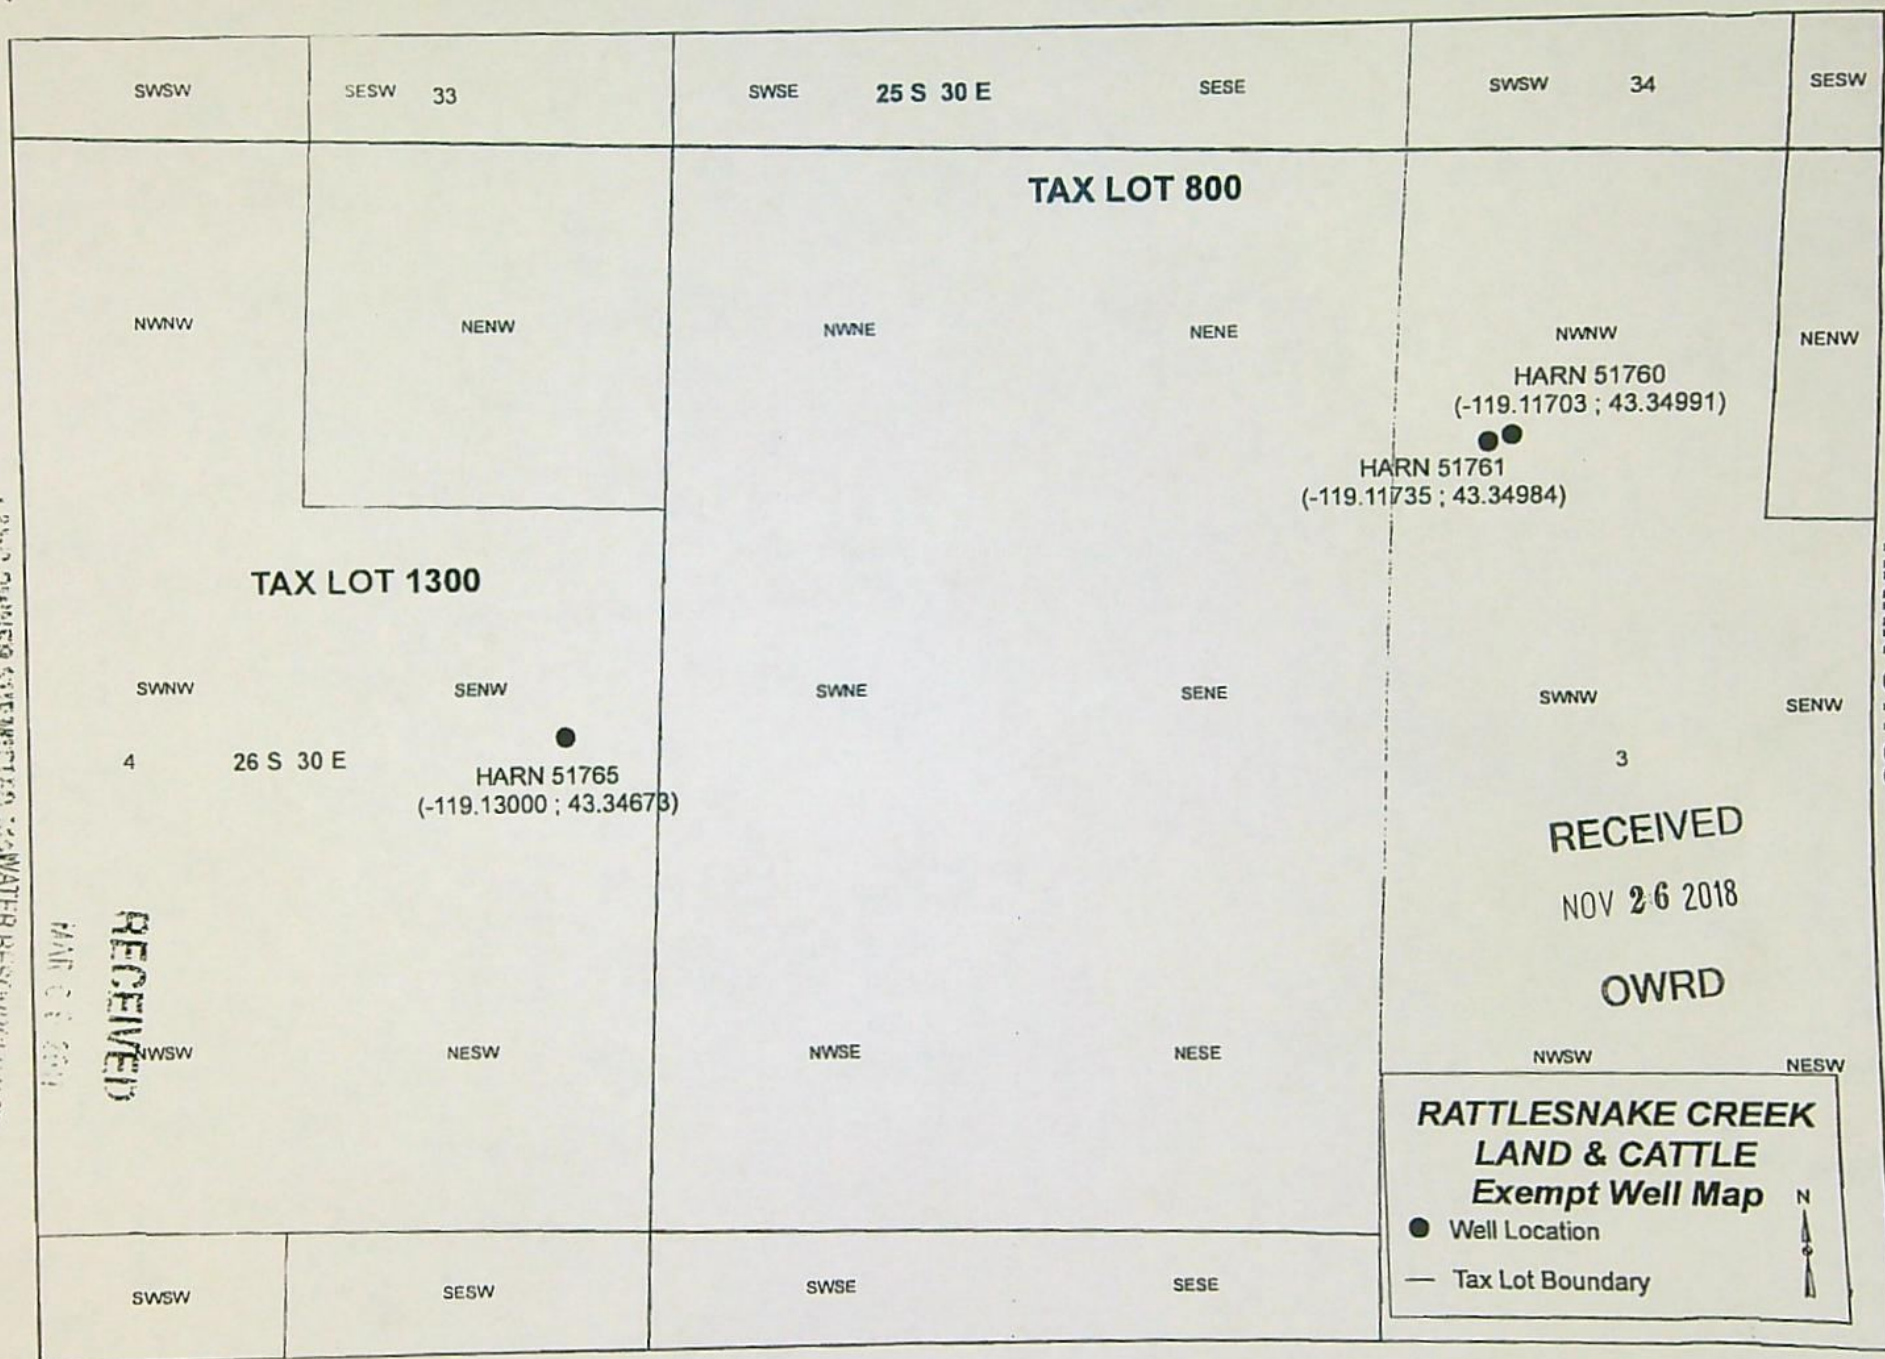 SWSW
SESW 33
SWSE 25 S 30 E SESE
SWSW 34
SESW
TAX LOT 800
NWNW
NENW
NWNE
NENE
NWNW
NENW
HARN 51760
(-119.11703 ; 43.34991)
HARN 51761
(-119.11735 ; 43.34984)
TAX LOT 1300
SWNW
SENW
SWNE
SENE
SWNW
SENW
4
26 S 30 E
3
HARN 51765
(-119.13000 ; 43.34673)
RECEIVED
NOV 26 2018
OWRD
RECEIVED
NWSW
NESW
NWSE
NESE
NWSW
NESW
RATTLESNAKE CREEK
LAND & CATTLE
Exempt Well Map
N
Well Location
Tax Lot Boundary
SWSW
SESW
SWSE
SESE